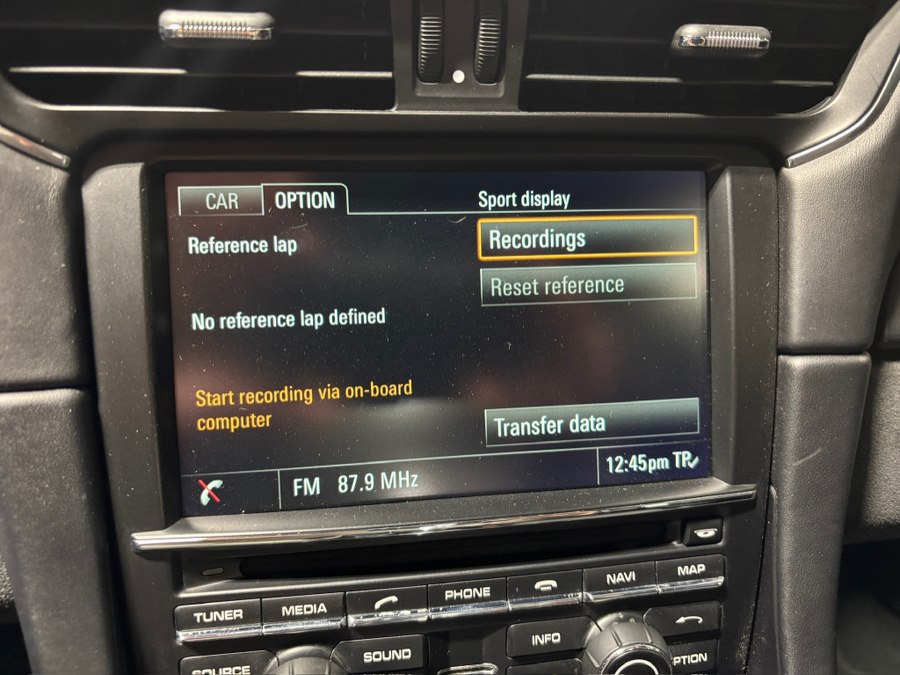 CAR OPTION Sport display
Reference lap Recordings
Reset reference
No reference lap defined
Start recording via on-board
computer
Transfer data
FM 87.9 MHz 12:45pm TP
TUNER MEDIA PHONE NAVI MAP
SOURCE SOUND INFO